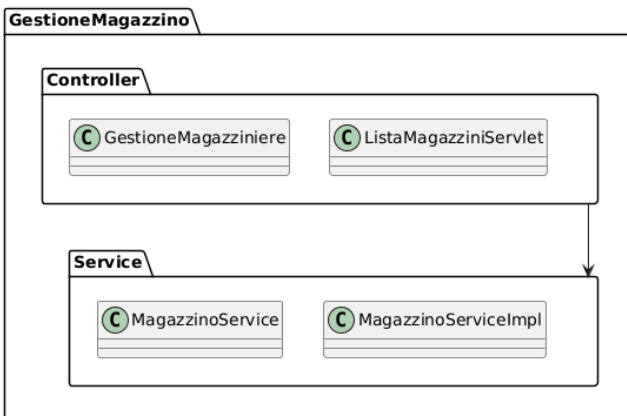 GestioneMagazzino
Controller
C GestioneMagazziniere
C ListaMagazziniServlet
Service
C MagazzinoService
C MagazzinoServiceImpl